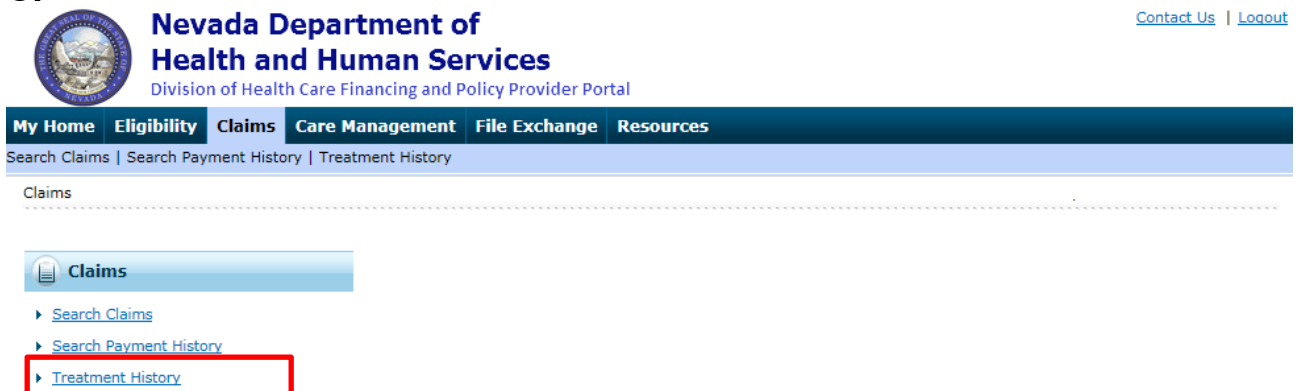 Nevada Department of
Health and Human Services
Division of Health Care Financing and Policy Provider Portal
Contact Us | Logout
My Home Eligibility Claims Care Management File Exchange Resources
Search Claims | Search Payment History | Treatment History
Claims
Claims
Search Claims
Search Payment History
Treatment History